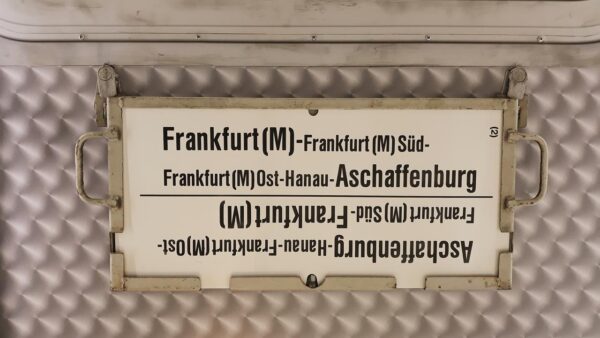 Frankfurt(M)-Frankfurt(M)Süd-
Frankfurt(M)Ost-Hanau-Aschaffenburg
(2)
Aschaffenburg-Hanau-Frankfurt(M)Ost-
Frankfurt(M)Süd-Frankfurt(M)